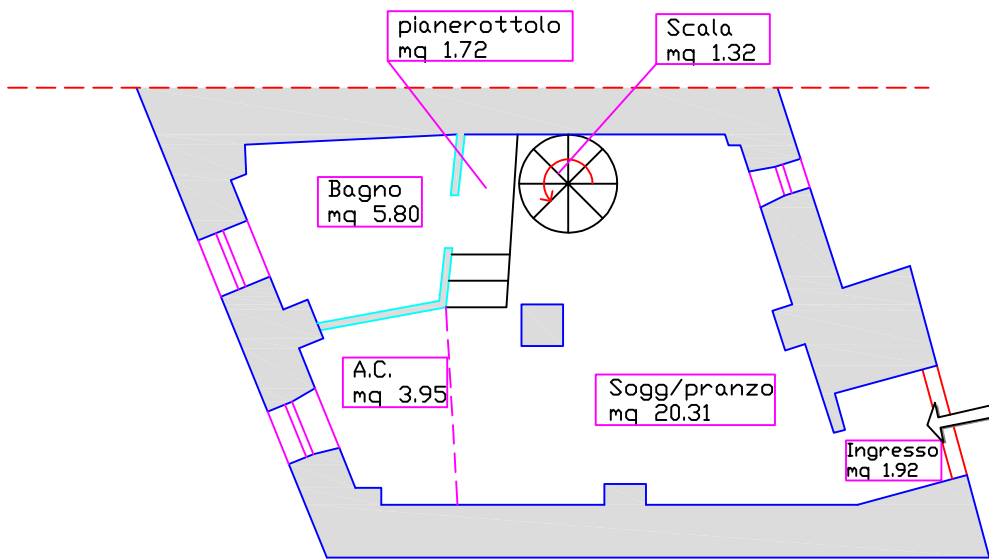 pianerottolo
mq 1.72
Scala
mq 1.32
Bagno
mq 5.80
A.C.
mq 3.95
Sogg/pranzo
mq 20.31
Ingresso
mq 1.92